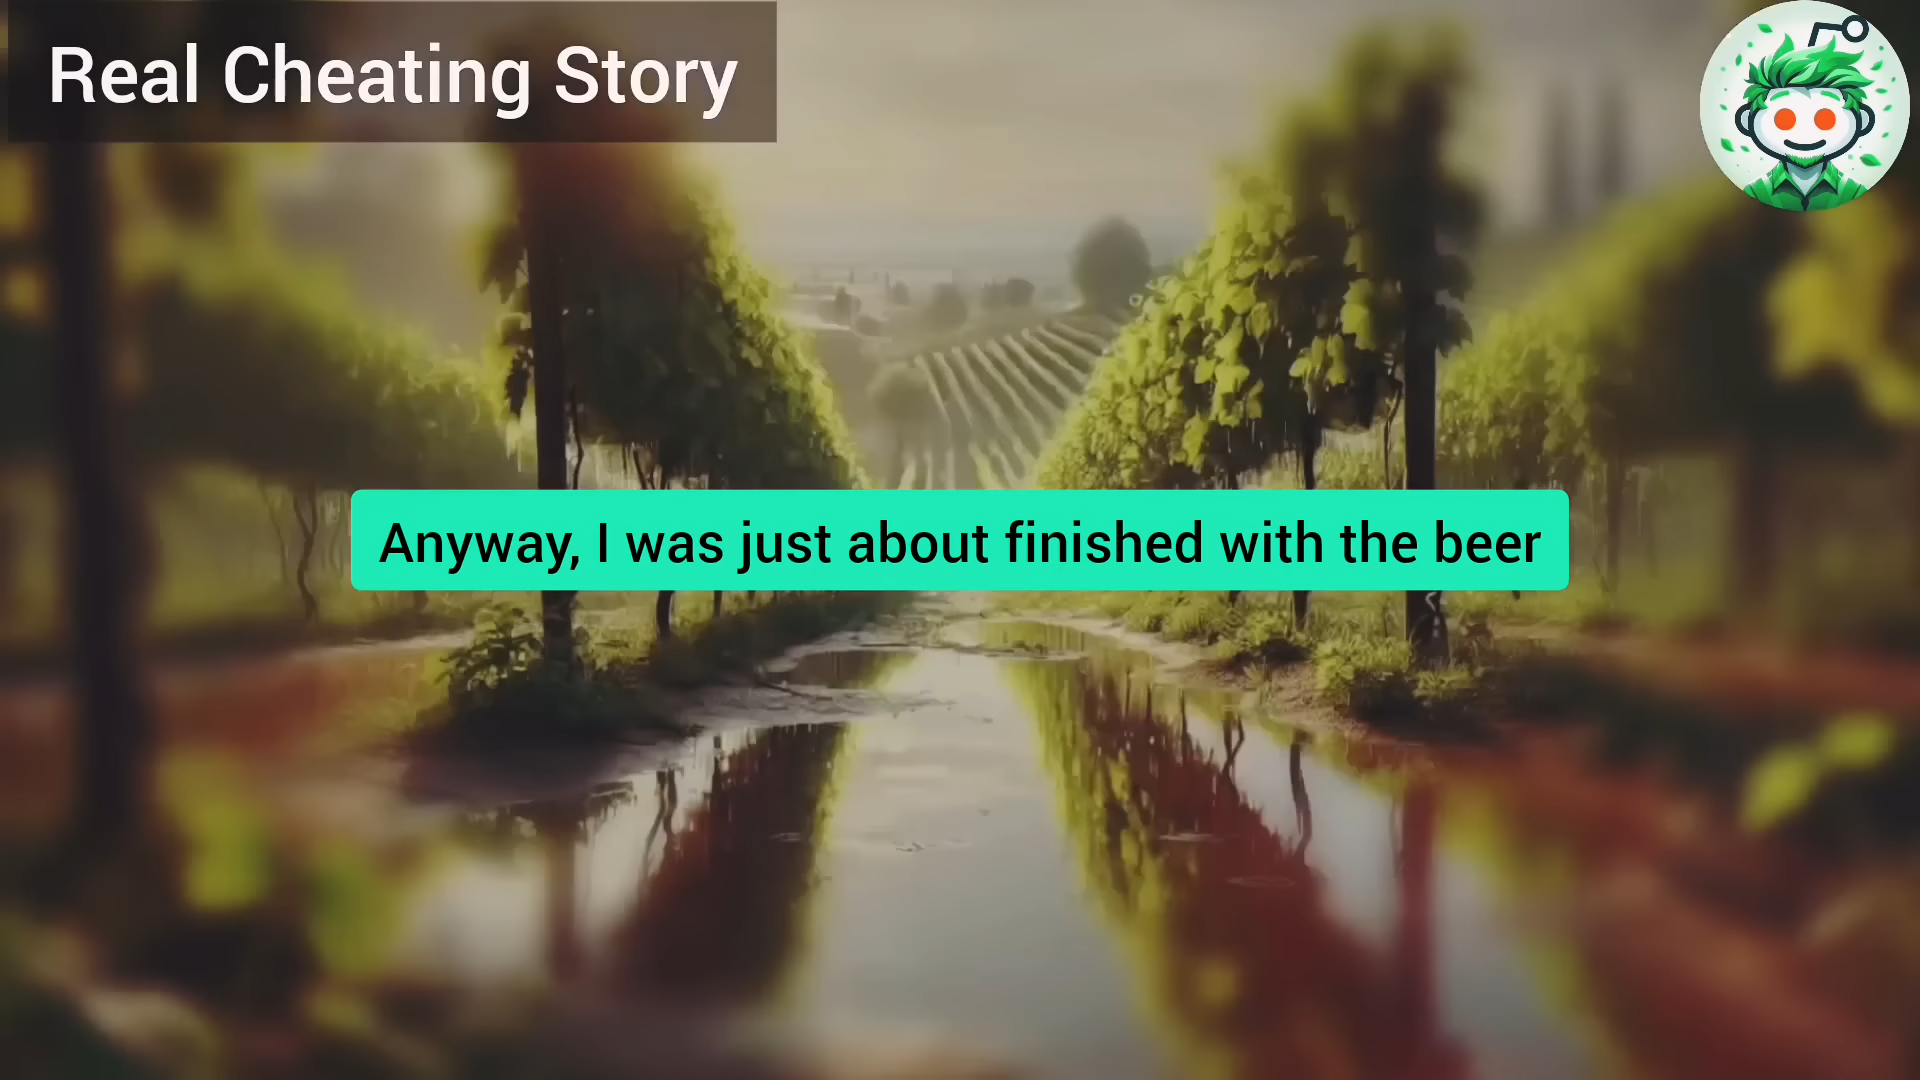 Real Cheating Story
Anyway, I was just about finished with the beer